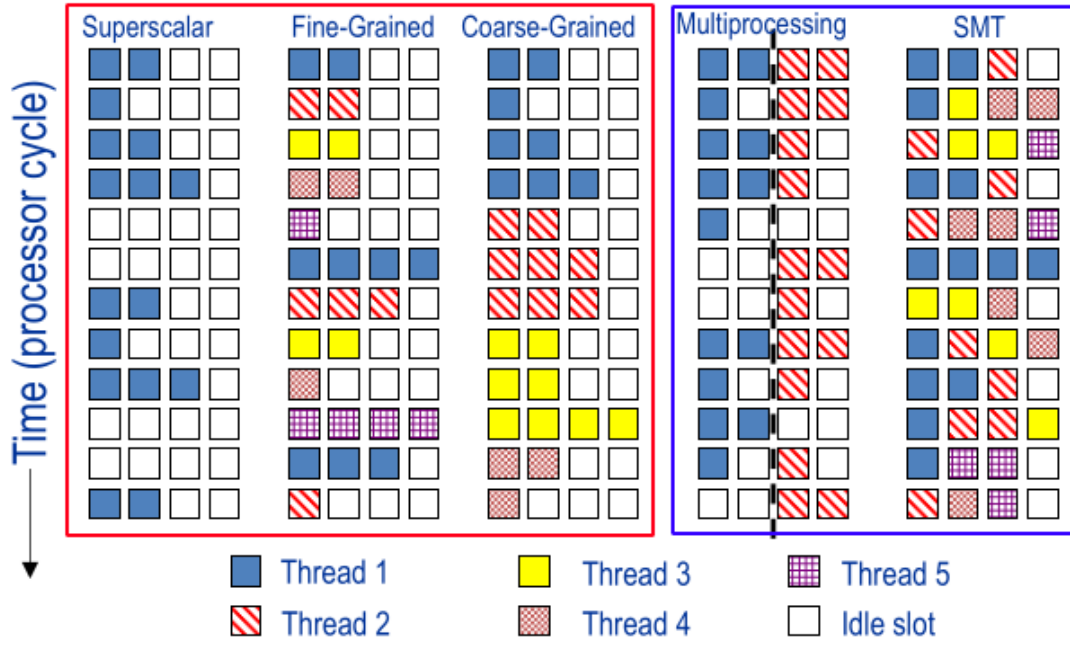 Superscalar
Fine-Grained
Coarse-Grained
Multiprocessing
SMT
Time (processor cycle)
Thread 1
Thread 3
Thread 5
Thread 2
Thread 4
Idle slot